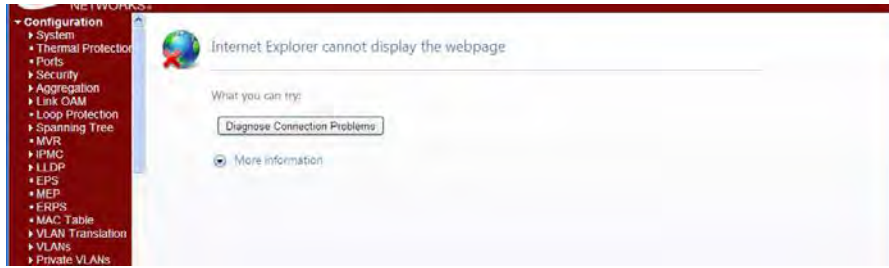 NETWORKS
Configuration
System
Thermal Protection
Ports
Security
Aggregation
Link OAM
Loop Protection
Spanning Tree
MVR
IPMC
LLDP
EPS
MEP
ERPS
MAC Table
VLAN Translation
VLANs
Private VLANs
Internet Explorer cannot display the webpage
What you can try:
Diagnose Connection Problems
More information